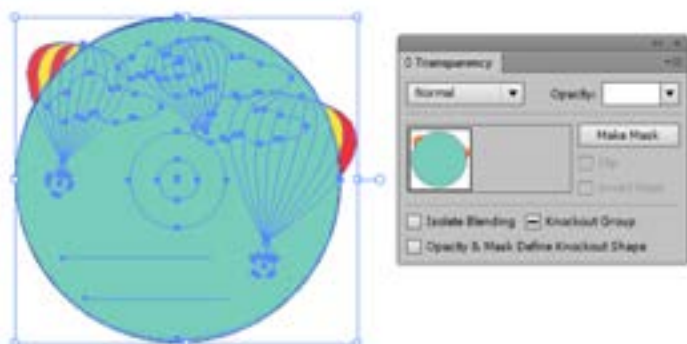 Transparency
Normal Opacity:
Make Mask
Clip
Invert Mask
Isolate Blending Knockout Group
Opacity & Mask Define Knockout Shape